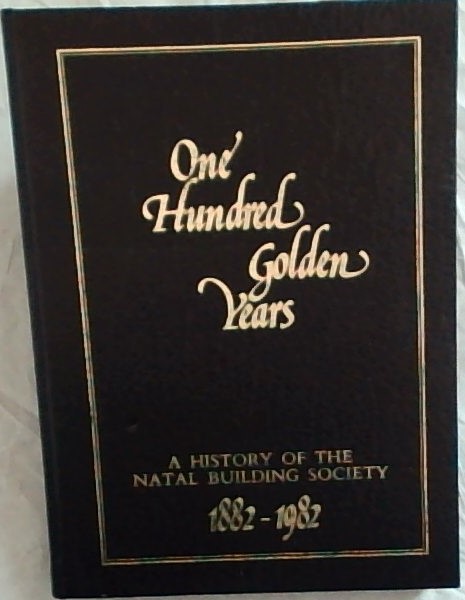 One
Hundred
Golden
Years
A HISTORY OF THE
NATAL BUILDING SOCIETY
1882-1982